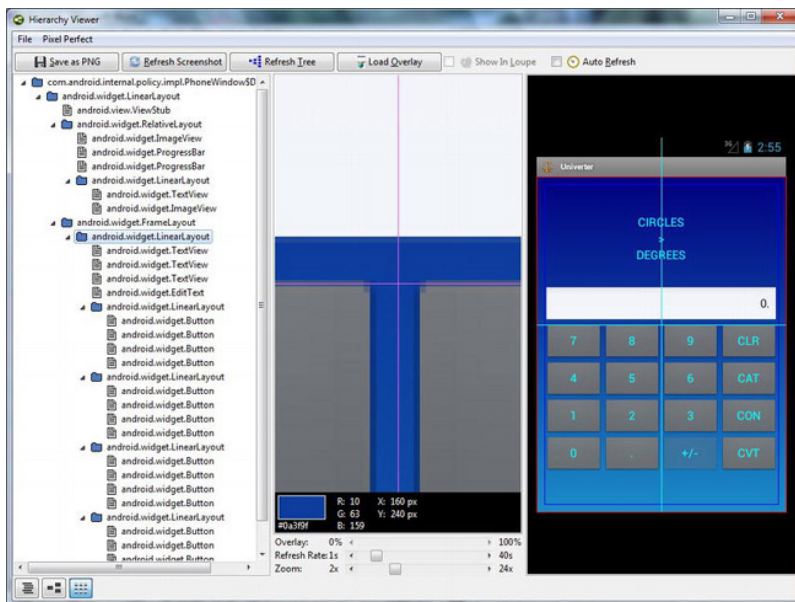 Hierarchy Viewer
File Pixel Perfect
Save as PNG Refresh Screenshot Refresh Tree Load Overlay Show In Loupe Auto Refresh
com.android.internal.policy.impl.PhoneWindow$D
android.widget.LinearLayout
android.view.ViewStub
android.widget.RelativeLayout
android.widget.ImageView
android.widget.ProgressBar
android.widget.ProgressBar
android.widget.LinearLayout
android.widget.TextView
android.widget.ImageView
android.widget.FrameLayout
android.widget.LinearLayout
android.widget.TextView
android.widget.TextView
android.widget.TextView
android.widget.EditText
android.widget.LinearLayout
android.widget.Button
android.widget.Button
android.widget.Button
android.widget.Button
android.widget.LinearLayout
android.widget.Button
android.widget.Button
android.widget.Button
android.widget.Button
android.widget.LinearLayout
android.widget.Button
android.widget.Button
android.widget.Button
android.widget.Button
android.widget.LinearLayout
android.widget.Button
android.widget.Button
android.widget.Button
#0a3f9f
R: 10 X: 160 px
G: 63 Y: 240 px
B: 159
Overlay: 0% 100%
Refresh Rate: 1s 40s
Zoom: 2x 24x
3G 2:55
Univerter
CIRCLES
>
DEGREES
0.
7 8 9 CLR
4 5 6 CAT
1 2 3 CON
0 . +/- CVT